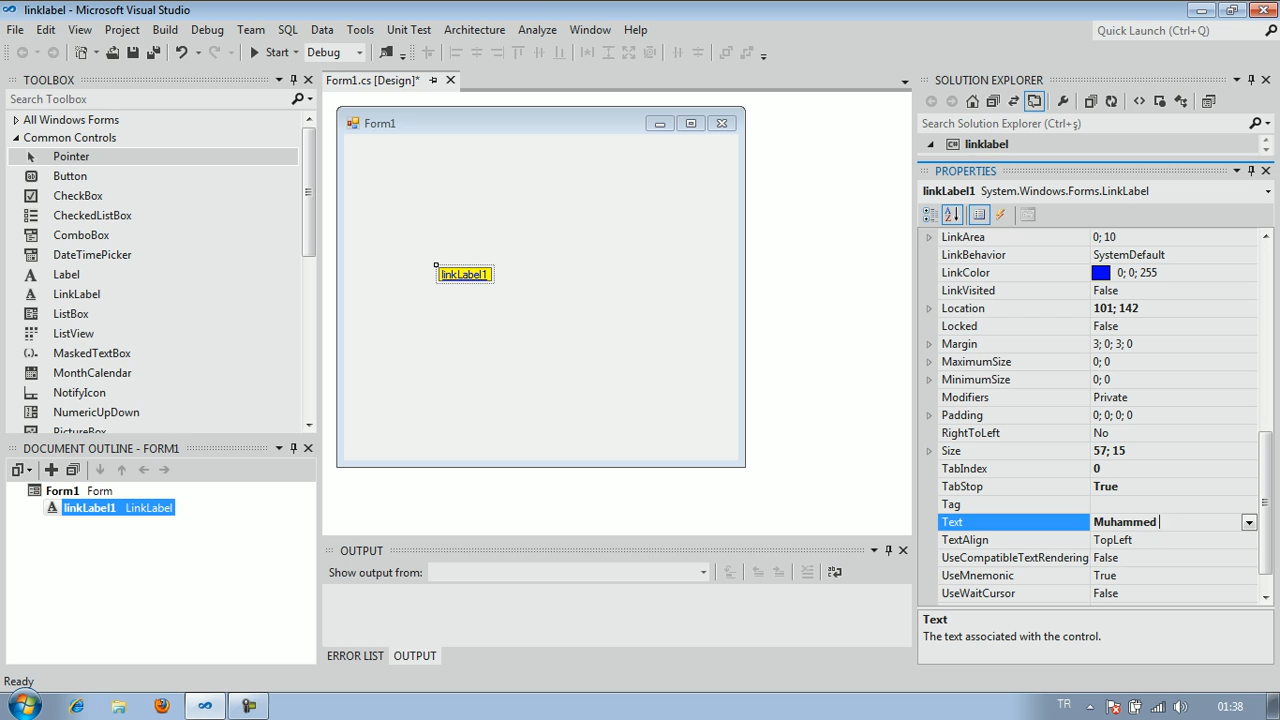 linklabel - Microsoft Visual Studio
File Edit View Project Build Debug Team SQL Data Tools Unit Test Architecture Analyze Window Help
Quick Launch (Ctrl+Q)
Start Debug
TOOLBOX
Search Toolbox
All Windows Forms
Common Controls
Pointer
Button
CheckBox
CheckedListBox
ComboBox
DateTimePicker
Label
LinkLabel
ListBox
ListView
MaskedTextBox
MonthCalendar
NotifyIcon
NumericUpDown
PictureBox
DOCUMENT OUTLINE - FORM1
Form1 Form
linkLabel1 LinkLabel
Form1.cs [Design]*
Form1
linkLabel1
OUTPUT
Show output from:
ERROR LIST OUTPUT
SOLUTION EXPLORER
Search Solution Explorer (Ctrl+ş)
linklabel
PROPERTIES
linkLabel1 System.Windows.Forms.LinkLabel
LinkArea 0; 10
LinkBehavior SystemDefault
LinkColor 0; 0; 255
LinkVisited False
Location 101; 142
Locked False
Margin 3; 0; 3; 0
MaximumSize 0; 0
MinimumSize 0; 0
Modifiers Private
Padding 0; 0; 0; 0
RightToLeft No
Size 57; 15
TabIndex 0
TabStop True
Tag
Text Muhammed
TextAlign TopLeft
UseCompatibleTextRendering False
UseMnemonic True
UseWaitCursor False
Text
The text associated with the control.
Ready
TR 01:38